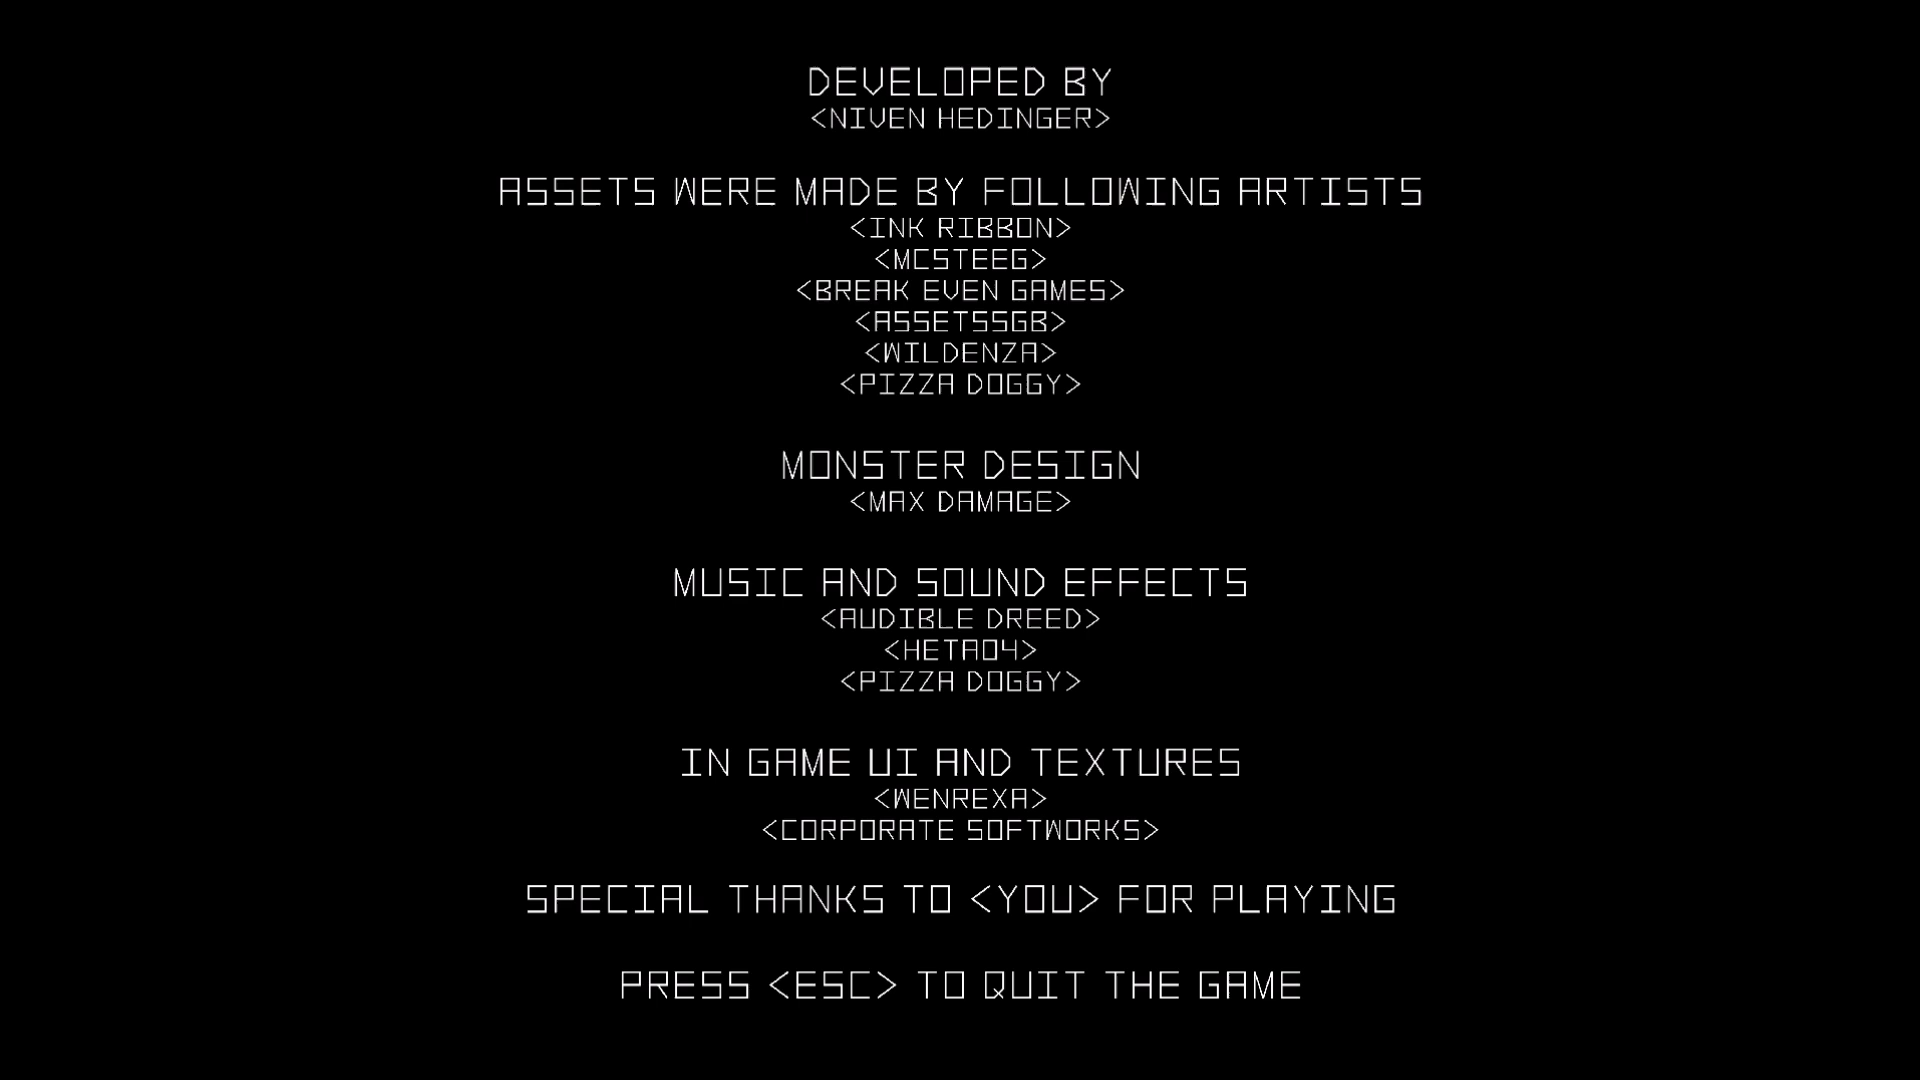 DEVELOPED BY
<NIVEN HEDINGER>
ASSETS WERE MADE BY FOLLOWING ARTISTS
<INK RIBBON>
<MCSTEEG>
<BREAK EVEN GAMES>
<ASSETSSGB>
<WILDENZA>
<PIZZA DOGGY>
MONSTER DESIGN
<MAX DAMAGE>
MUSIC AND SOUND EFFECTS
<AUDIBLE DREED>
<HETA04>
<PIZZA DOGGY>
IN GAME UI AND TEXTURES
<WENREXA>
<CORPORATE SOFTWORKS>
SPECIAL THANKS TO <YOU> FOR PLAYING
PRESS <ESC> TO QUIT THE GAME